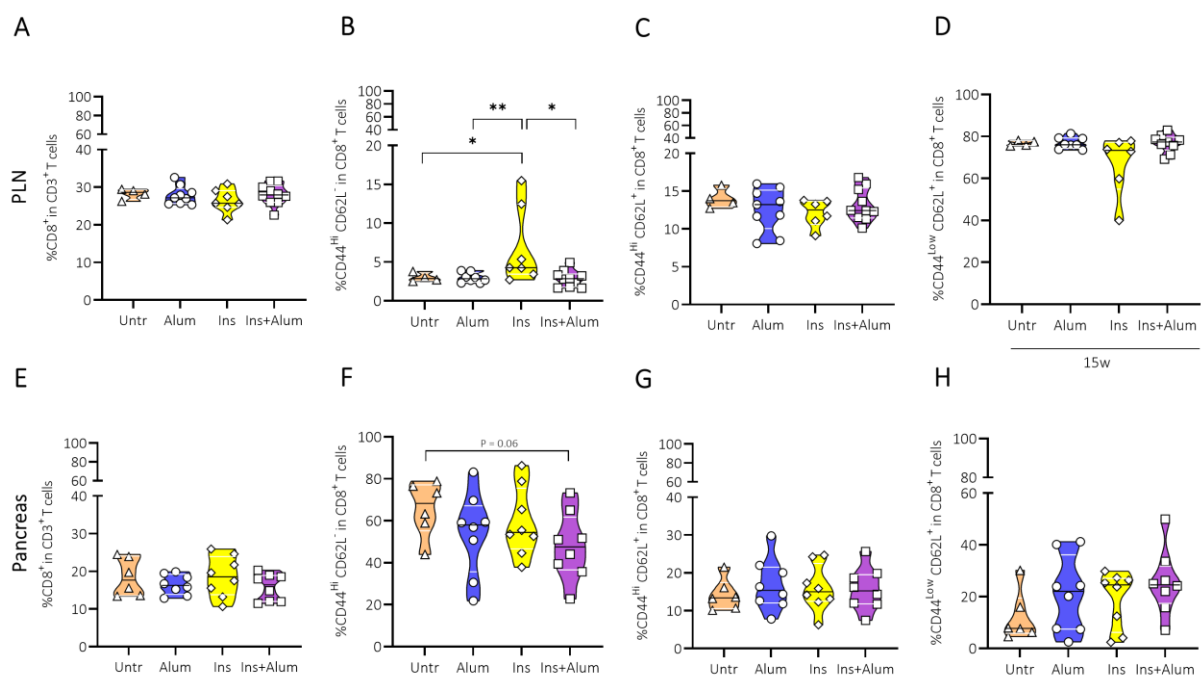 A
B
C
D
PLN
%CD8⁺ in CD3⁺ T cells
100
80
60
40
30
20
10
0
Untr Alum Ins Ins+Alum
%CD44ᴴⁱ CD62L⁻ in CD8⁺ T cells
100
80
60
40
20
15
10
5
0
*
**
*
Untr Alum Ins Ins+Alum
%CD44ᴴⁱ CD62L⁺ in CD8⁺ T cells
100
80
60
40
20
15
10
5
0
Untr Alum Ins Ins+Alum
%CD44ᴸᵒʷ CD62L⁺ in CD8⁺ T cells
100
80
60
40
20
0
Untr Alum Ins Ins+Alum
15w
E
F
G
H
Pancreas
%CD8⁺ in CD3⁺ T cells
100
80
60
40
30
20
10
0
Untr Alum Ins Ins+Alum
%CD44ᴴⁱ CD62L⁻ in CD8⁺ T cells
100
80
60
40
20
0
P = 0.06
Untr Alum Ins Ins+Alum
%CD44ᴴⁱ CD62L⁺ in CD8⁺ T cells
100
80
60
40
30
20
10
0
Untr Alum Ins Ins+Alum
%CD44ᴸᵒʷ CD62L⁺ in CD8⁺ T cells
100
80
60
40
20
0
Untr Alum Ins Ins+Alum